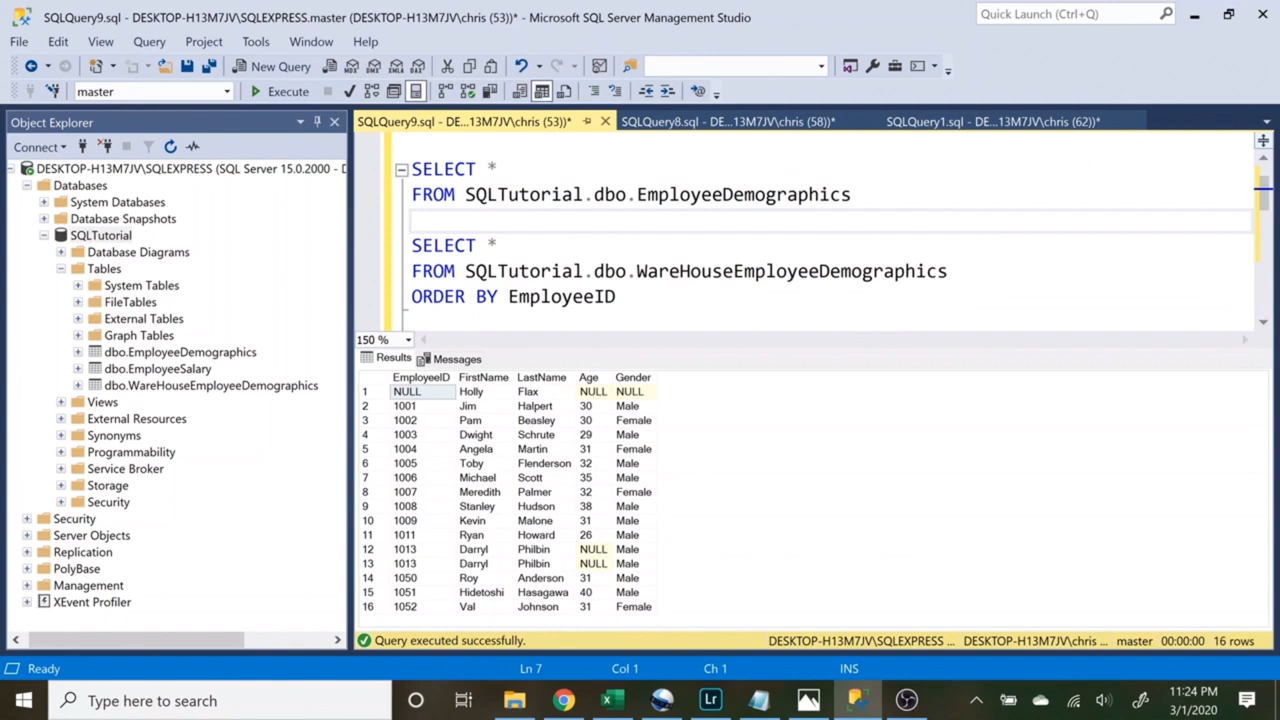 SQLQuery9.sql - DESKTOP-H13M7JV\SQLEXPRESS.master (DESKTOP-H13M7JV\chris (53))* - Microsoft SQL Server Management Studio
Quick Launch (Ctrl+Q)
File Edit View Query Project Tools Window Help
New Query
MDX DMX XMLA DAX
master
Execute
Object Explorer
Connect
DESKTOP-H13M7JV\SQLEXPRESS (SQL Server 15.0.2000 - D
Databases
System Databases
Database Snapshots
SQLTutorial
Database Diagrams
Tables
System Tables
FileTables
External Tables
Graph Tables
dbo.EmployeeDemographics
dbo.EmployeeSalary
dbo.WareHouseEmployeeDemographics
Views
External Resources
Synonyms
Programmability
Service Broker
Storage
Security
Security
Server Objects
Replication
PolyBase
Management
XEvent Profiler
SQLQuery9.sql - DE...13M7JV\chris (53))* SQLQuery8.sql - DE...13M7JV\chris (58))* SQLQuery1.sql - DE...13M7JV\chris (62))*
SELECT *
FROM SQLTutorial.dbo.EmployeeDemographics
SELECT *
FROM SQLTutorial.dbo.WareHouseEmployeeDemographics
ORDER BY EmployeeID
150 %
Results Messages
EmployeeID FirstName LastName Age Gender
1 NULL Holly Flax NULL NULL
2 1001 Jim Halpert 30 Male
3 1002 Pam Beasley 30 Female
4 1003 Dwight Schrute 29 Male
5 1004 Angela Martin 31 Female
6 1005 Toby Flenderson 32 Male
7 1006 Michael Scott 35 Male
8 1007 Meredith Palmer 32 Female
9 1008 Stanley Hudson 38 Male
10 1009 Kevin Malone 31 Male
11 1011 Ryan Howard 26 Male
12 1013 Darryl Philbin NULL Male
13 1013 Darryl Philbin NULL Male
14 1050 Roy Anderson 31 Male
15 1051 Hidetoshi Hasagawa 40 Male
16 1052 Val Johnson 31 Female
Query executed successfully. DESKTOP-H13M7JV\SQLEXPRESS ... DESKTOP-H13M7JV\chris ... master 00:00:00 16 rows
Ready Ln 7 Col 1 Ch 1 INS
Type here to search
Lr
11:24 PM
3/1/2020